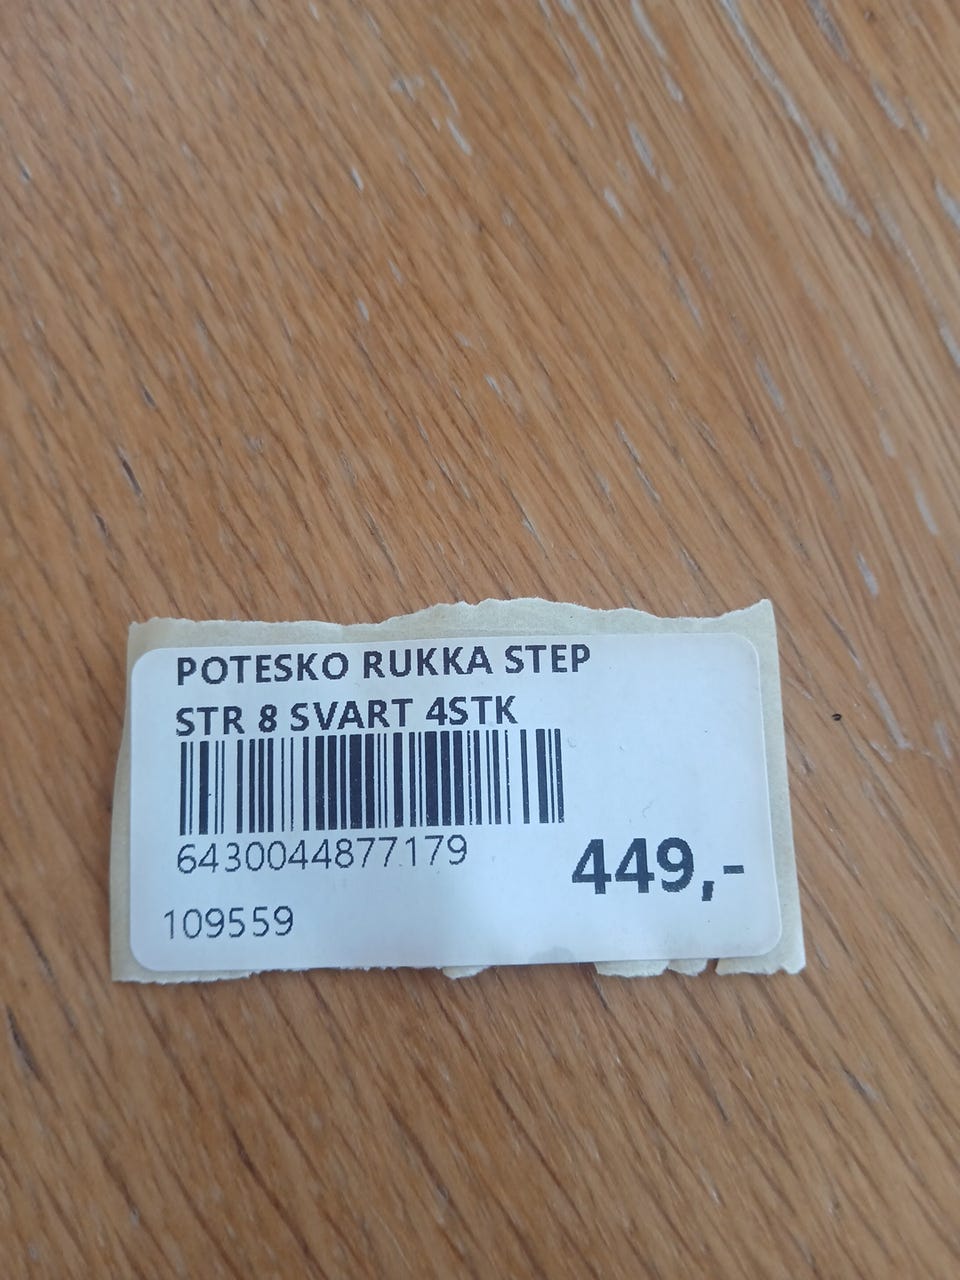 POTESKO RUKKA STEP
STR 8 SVART 4STK
6430044877179
449,-
109559